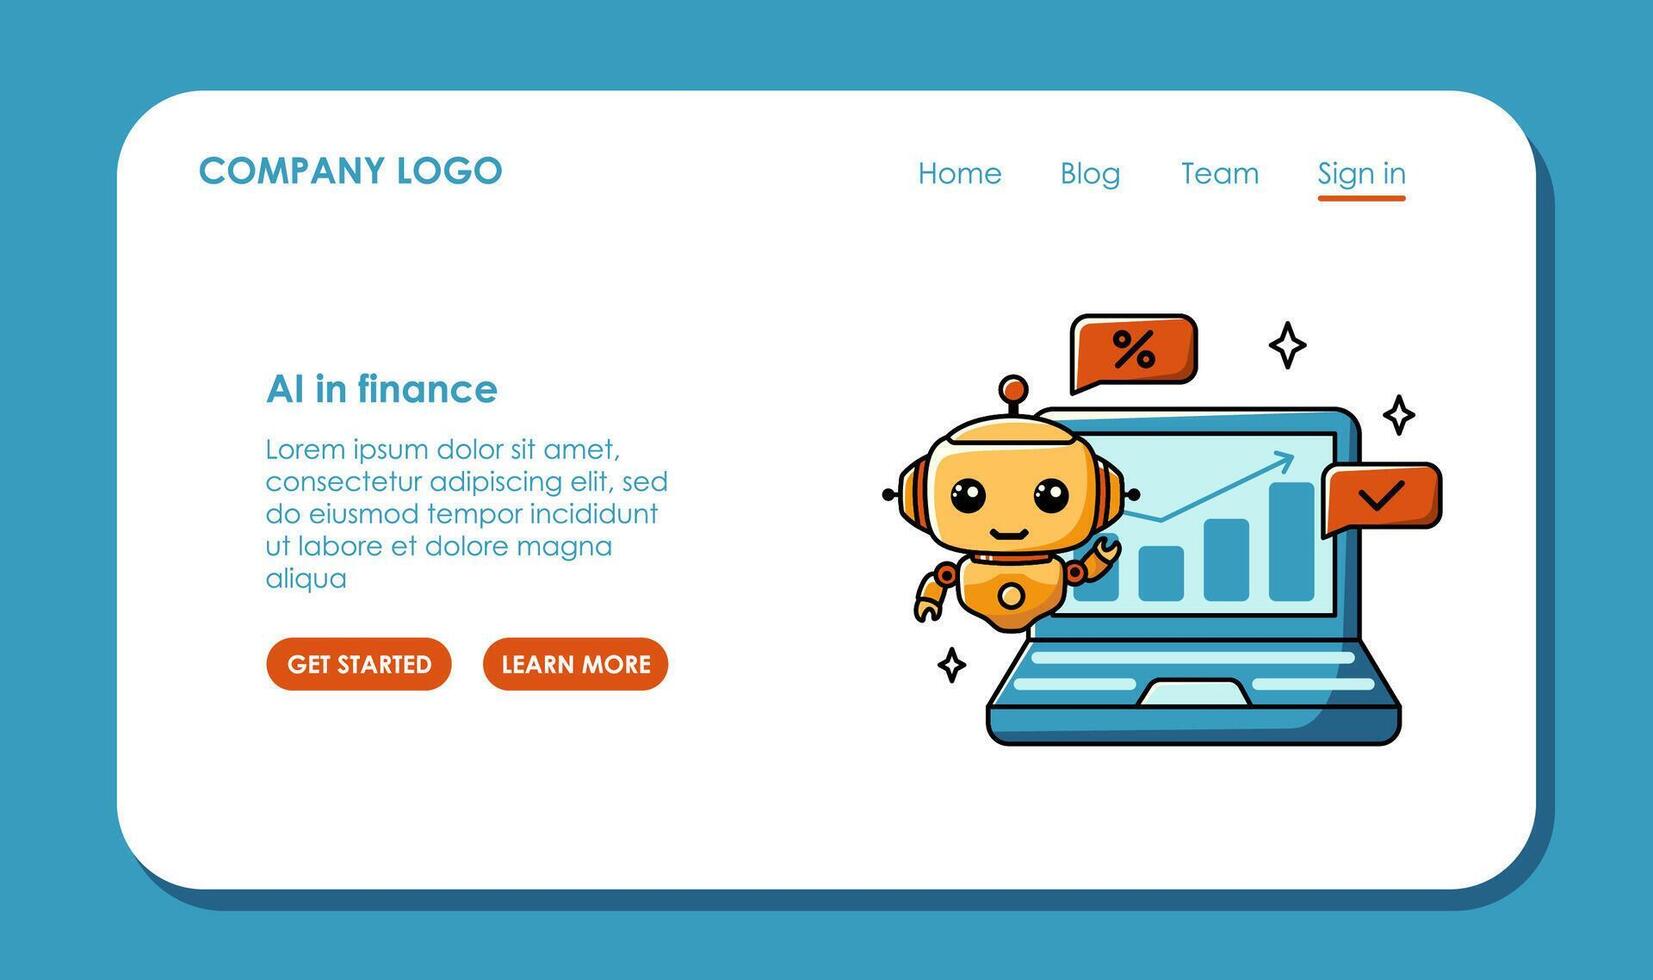 COMPANY LOGO
Home Blog Team Sign in
%
AI in finance
Lorem ipsum dolor sit amet,
consectetur adipiscing elit, sed
do eiusmod tempor incididunt
ut labore et dolore magna
aliqua
GET STARTED LEARN MORE